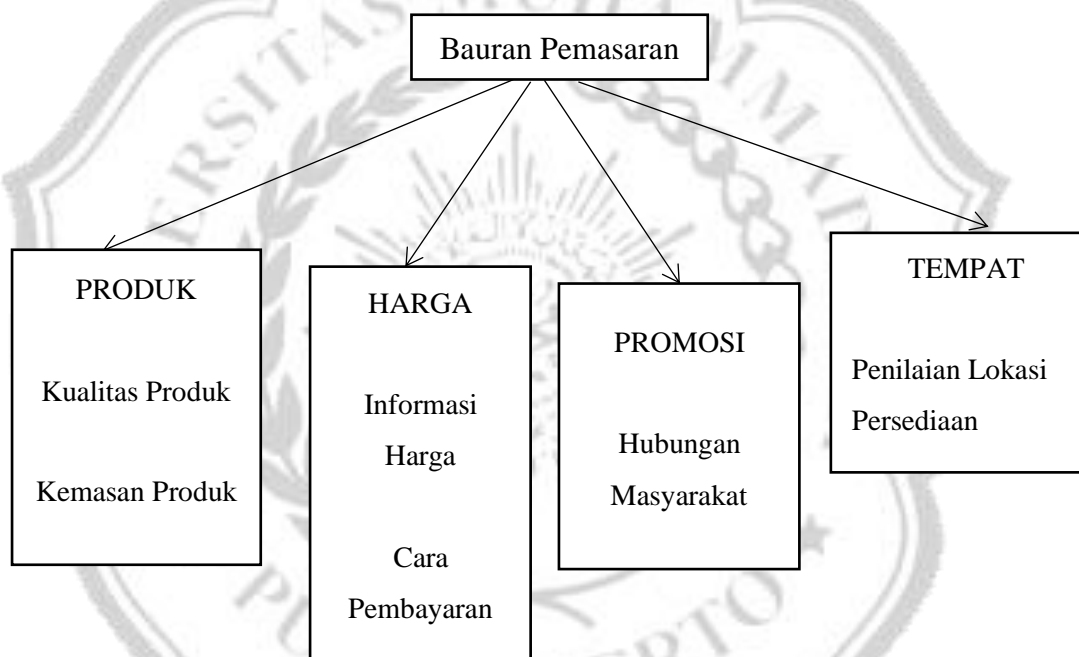 Bauran Pemasaran
PRODUK
Kualitas Produk
Kemasan Produk
HARGA
Informasi
Harga
Cara
Pembayaran
PROMOSI
Hubungan
Masyarakat
TEMPAT
Penilaian Lokasi
Persediaan